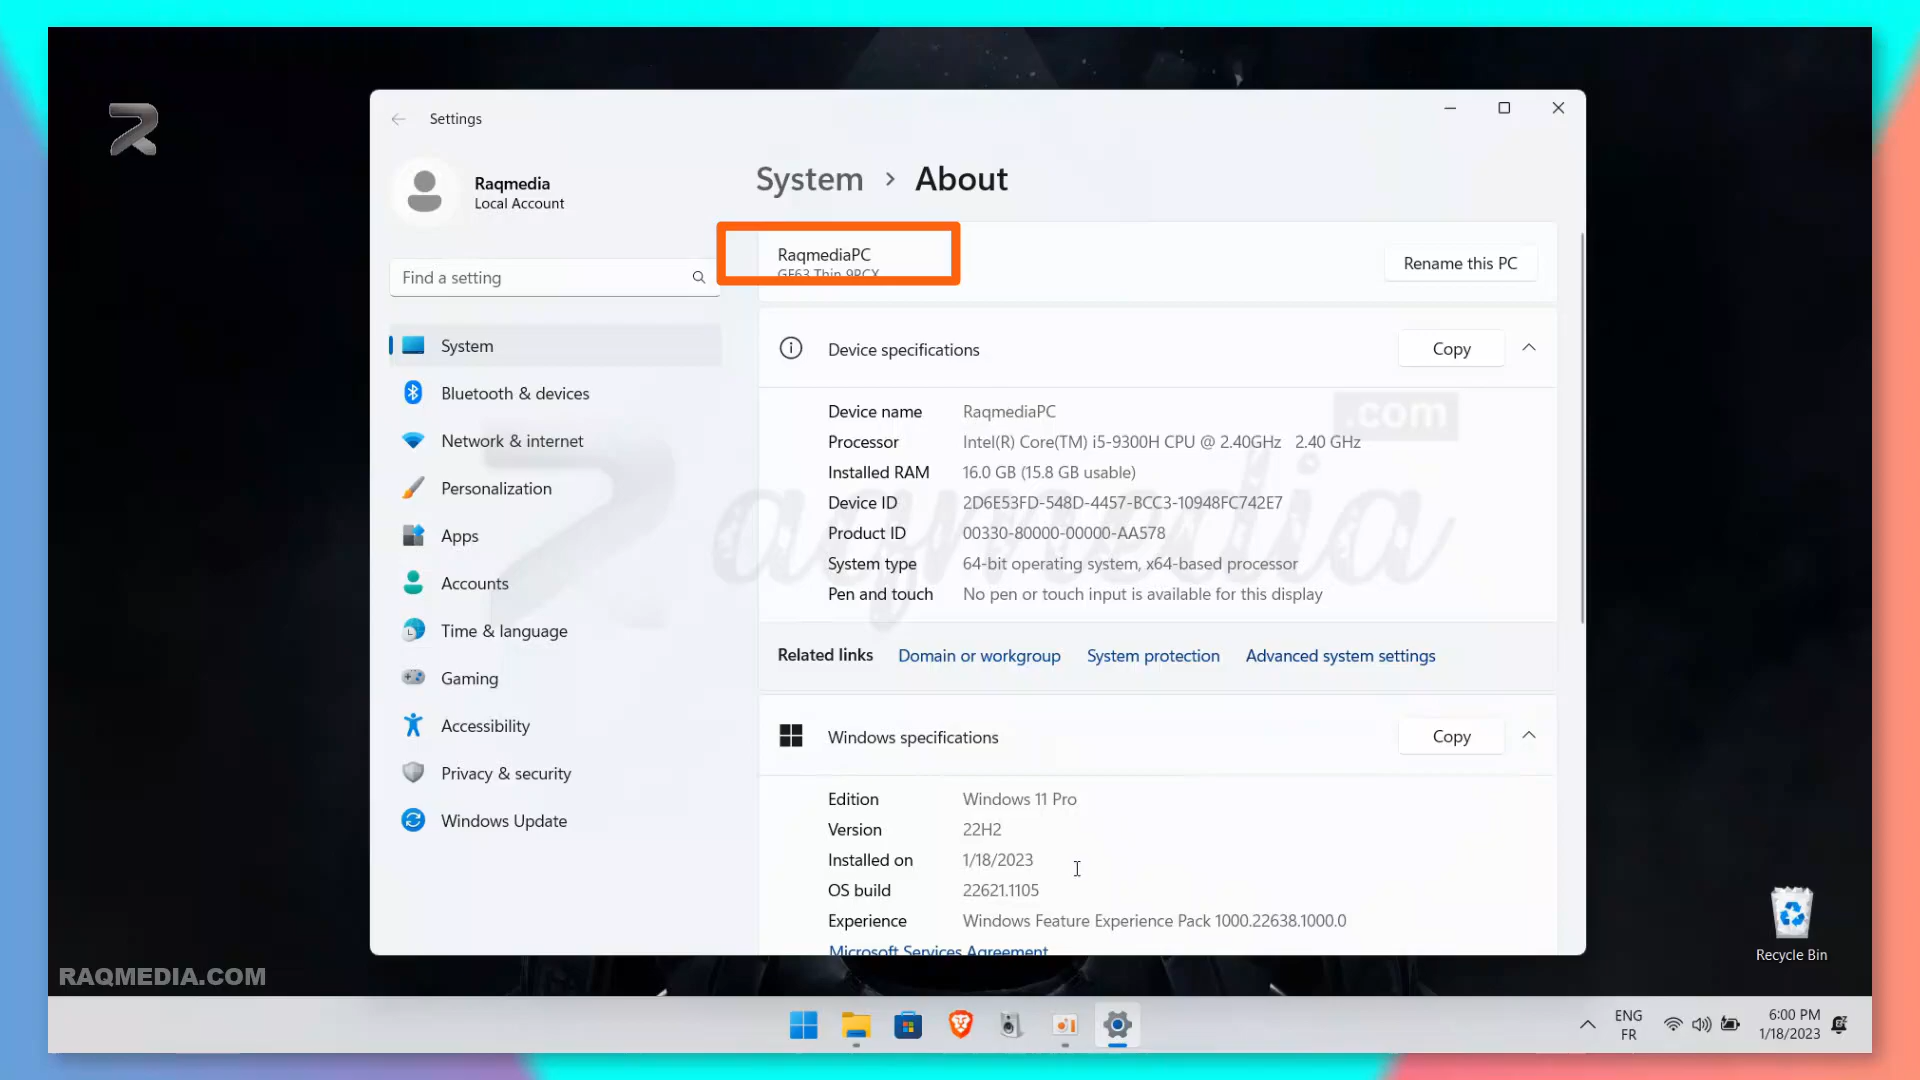 Settings
Raqmedia
Local Account
Find a setting
System
Bluetooth & devices
Network & internet
Personalization
Apps
Accounts
Time & language
Gaming
Accessibility
Privacy & security
Windows Update
System > About
RaqmediaPC
GF63 Thin 9RCX
Rename this PC
Device specifications
Copy
Device name RaqmediaPC
Processor Intel(R) Core(TM) i5-9300H CPU @ 2.40GHz 2.40 GHz
Installed RAM 16.0 GB (15.8 GB usable)
Device ID 2D6E53FD-548D-4457-BCC3-10948FC742E7
Product ID 00330-80000-00000-AA578
System type 64-bit operating system, x64-based processor
Pen and touch No pen or touch input is available for this display
Related links Domain or workgroup System protection Advanced system settings
Windows specifications
Copy
Edition Windows 11 Pro
Version 22H2
Installed on 1/18/2023
OS build 22621.1105
Experience Windows Feature Experience Pack 1000.22638.1000.0
Microsoft Services Agreement
.com
Raqmedia
Recycle Bin
RAQMEDIA.COM
ENG
FR
6:00 PM
1/18/2023